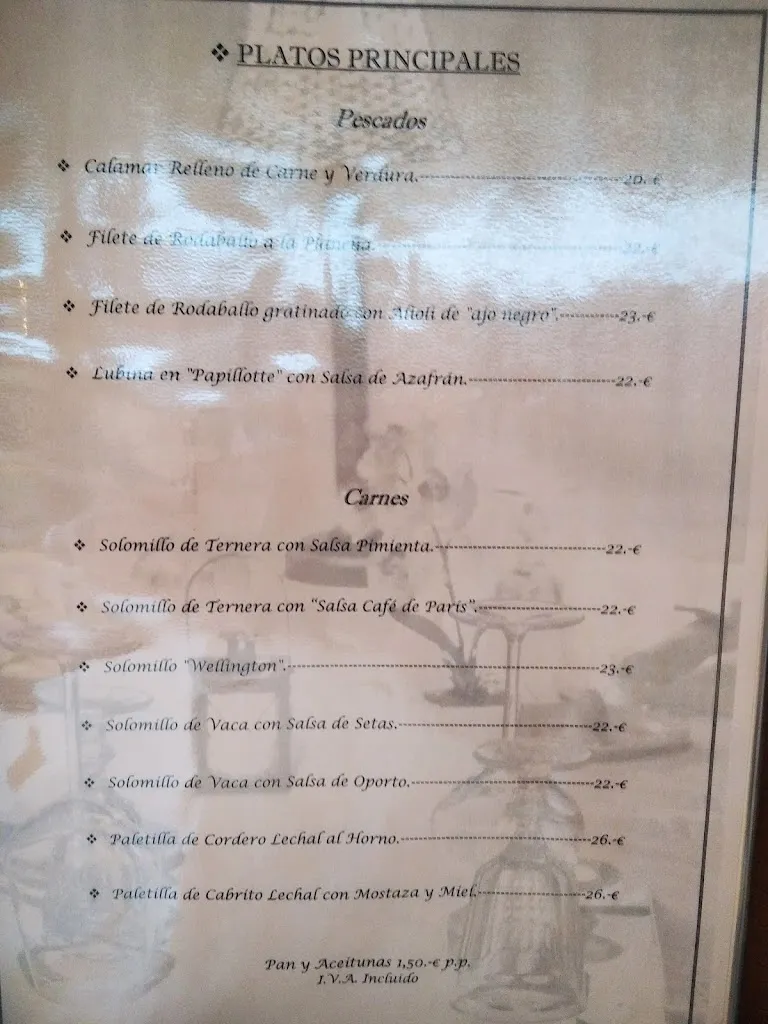 ❖ PLATOS PRINCIPALES
Pescados
❖ Calamar Relleno de Carne y Verdura.--------------------20.-€
❖ Filete de Rodaballo a la Plancha.
❖ Filete de Rodaballo gratinado con Alioli de "ajo negro".----------23.-€
❖ Lubina en "Papillotte" con Salsa de Azafrán.--------------------22.-€
Carnes
❖ Solomillo de Ternera con Salsa Pimienta.--------------------22.-€
❖ Solomillo de Ternera con "Salsa Café de Paris".--------------------22.-€
❖ Solomillo "Wellington".--------------------23.-€
❖ Solomillo de Vaca con Salsa de Setas.--------------------22.-€
❖ Solomillo de Vaca con Salsa de Oporto.--------------------22.-€
❖ Paletilla de Cordero Lechal al Horno.--------------------26.-€
❖ Paletilla de Cabrito Lechal con Mostaza y Miel.--------------------26.-€
Pan y Aceitunas 1,50.-€ p.p.
I.V.A. Incluido